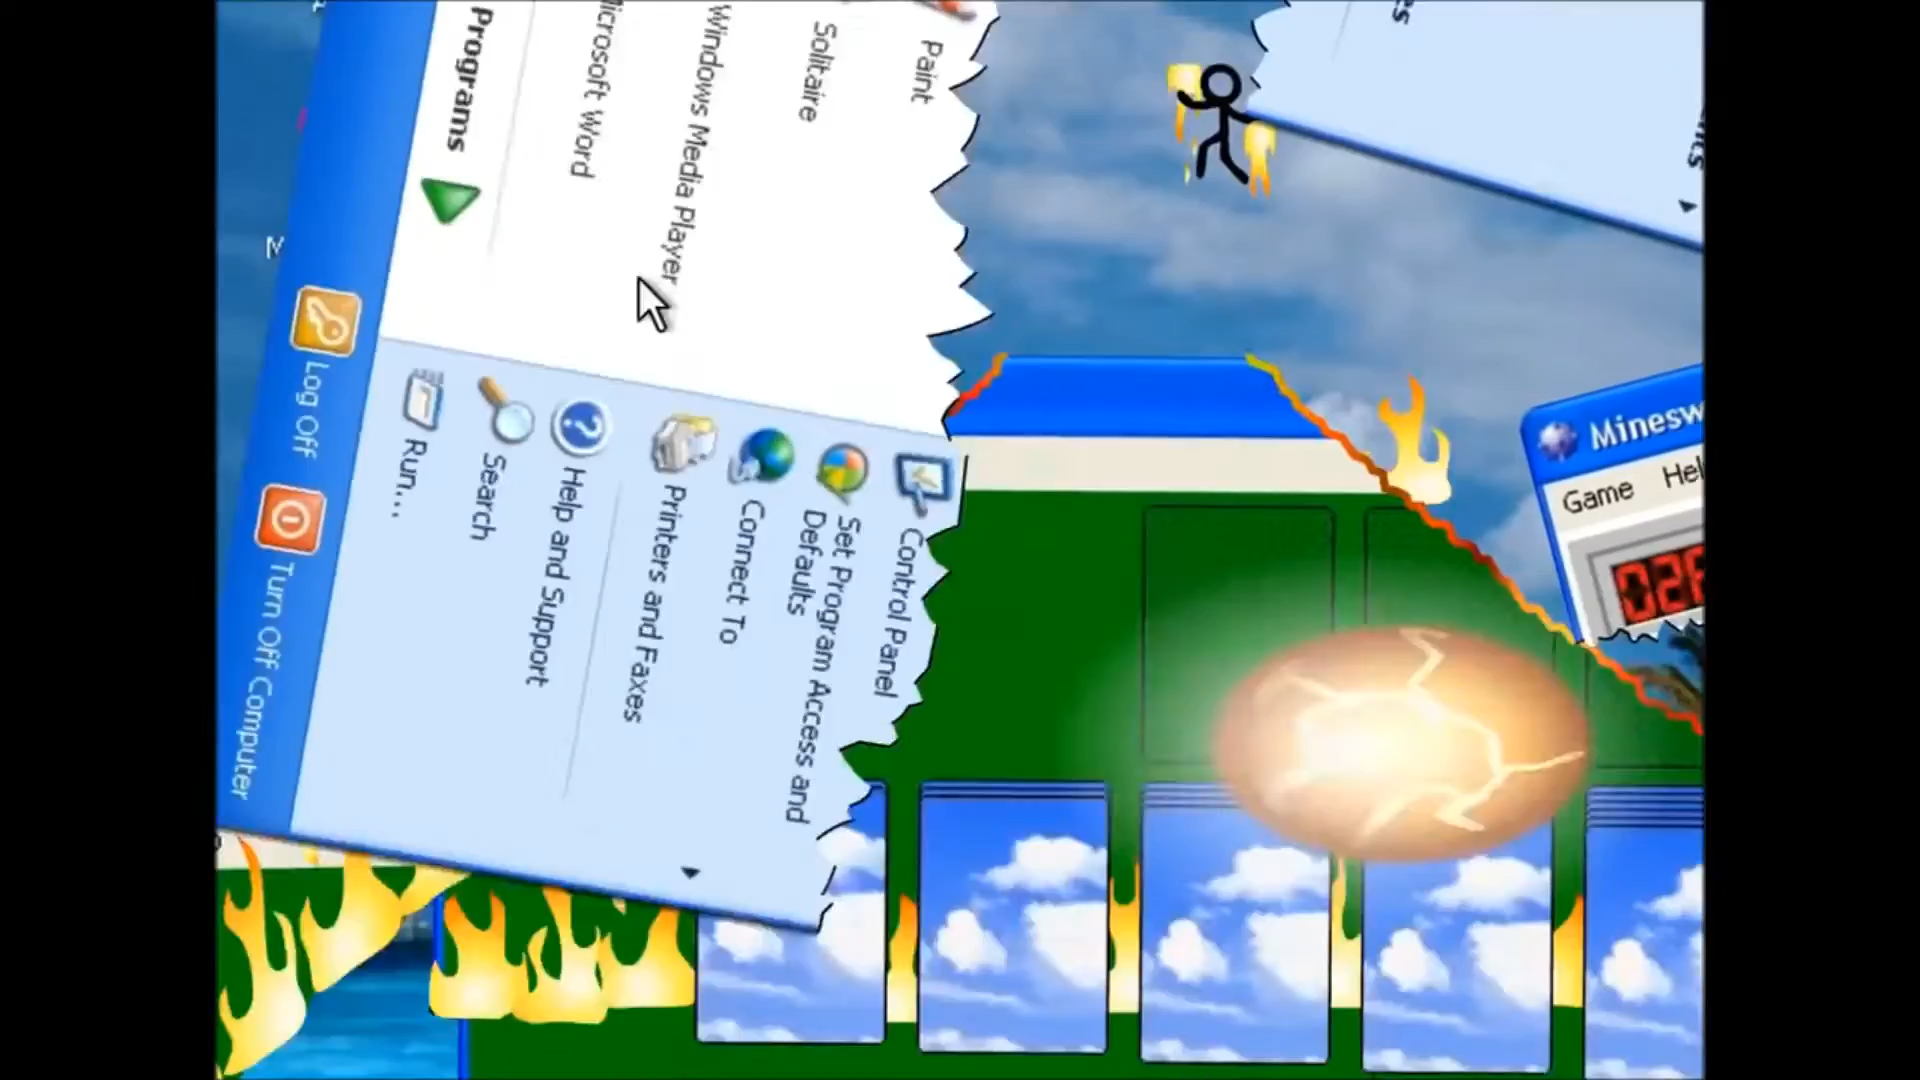 Paint
Solitaire
Windows Media Player
Microsoft Word
Programs
Control Panel
Set Program Access and
Defaults
Connect To
Printers and Faxes
Help and Support
Search
Run...
Log Off
Turn Off Computer
Minesw
Game Hel
M